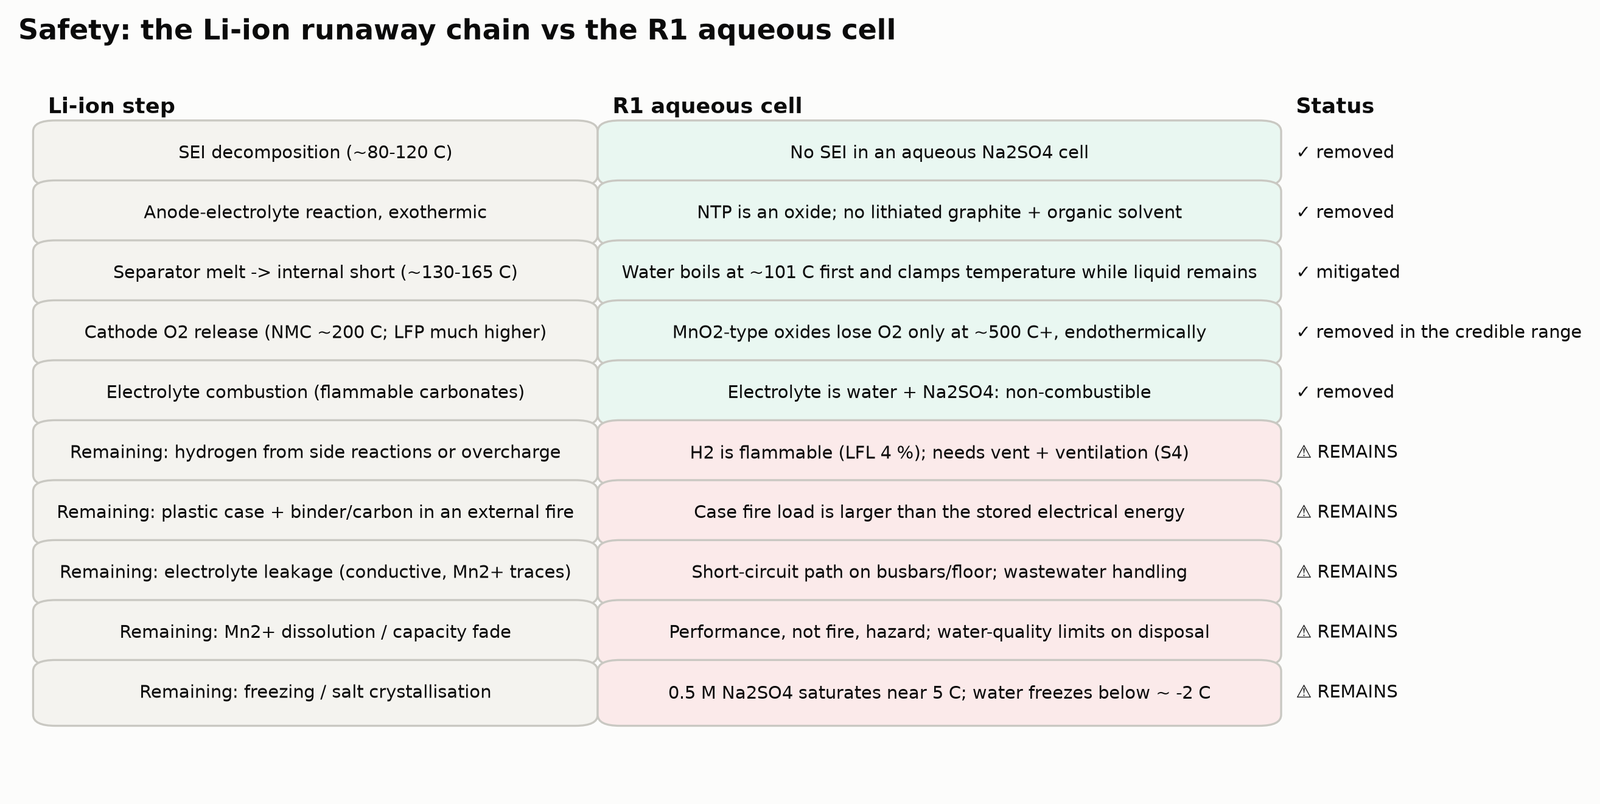 Safety: the Li-ion runaway chain vs the R1 aqueous cell
Li-ion step R1 aqueous cell Status
SEI decomposition (~80-120 C) No SEI in an aqueous Na2SO4 cell ✓ removed
Anode-electrolyte reaction, exothermic NTP is an oxide; no lithiated graphite + organic solvent ✓ removed
Separator melt -> internal short (~130-165 C) Water boils at ~101 C first and clamps temperature while liquid remains ✓ mitigated
Cathode O2 release (NMC ~200 C; LFP much higher) MnO2-type oxides lose O2 only at ~500 C+, endothermically ✓ removed in the credible range
Electrolyte combustion (flammable carbonates) Electrolyte is water + Na2SO4: non-combustible ✓ removed
Remaining: hydrogen from side reactions or overcharge H2 is flammable (LFL 4 %); needs vent + ventilation (S4) ⚠ REMAINS
Remaining: plastic case + binder/carbon in an external fire Case fire load is larger than the stored electrical energy ⚠ REMAINS
Remaining: electrolyte leakage (conductive, Mn2+ traces) Short-circuit path on busbars/floor; wastewater handling ⚠ REMAINS
Remaining: Mn2+ dissolution / capacity fade Performance, not fire, hazard; water-quality limits on disposal ⚠ REMAINS
Remaining: freezing / salt crystallisation 0.5 M Na2SO4 saturates near 5 C; water freezes below ~ -2 C ⚠ REMAINS